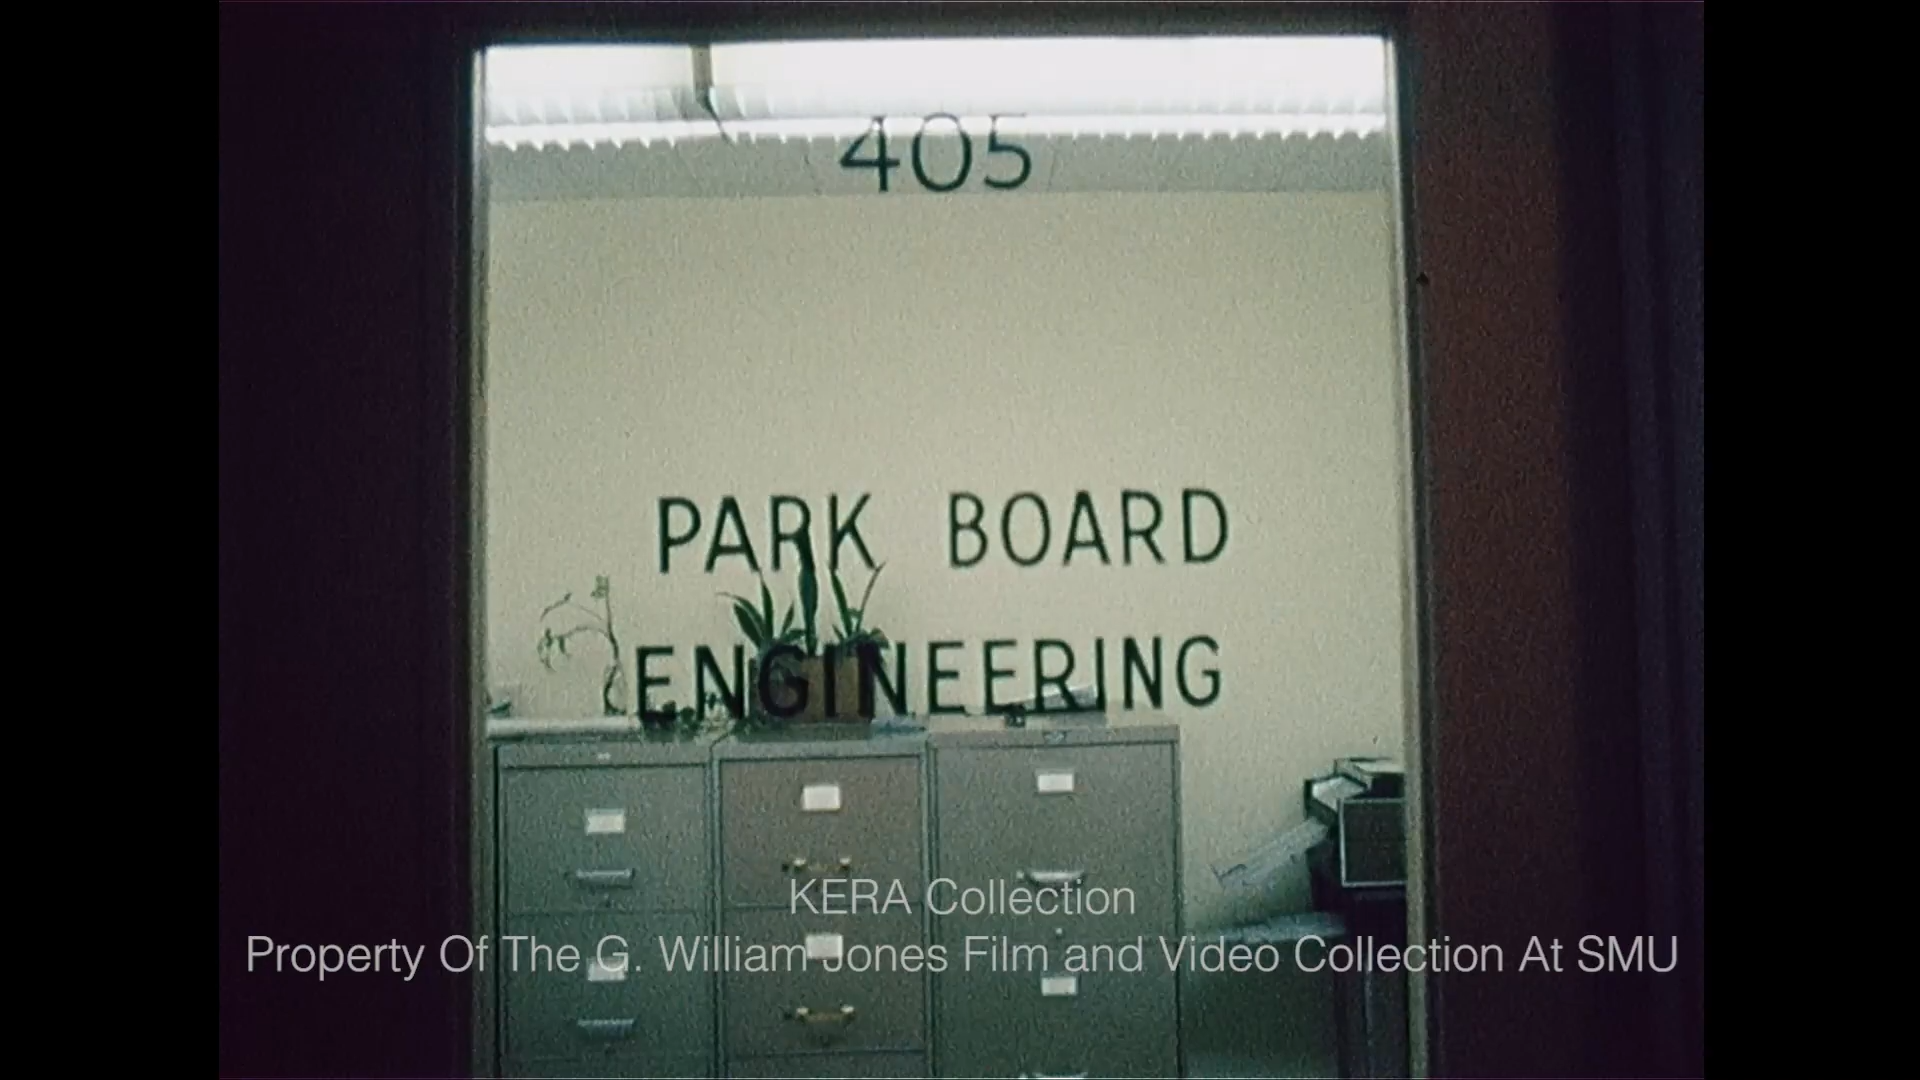 405
PARK BOARD
ENGINEERING
KERA Collection
Property Of The G. William Jones Film and Video Collection At SMU